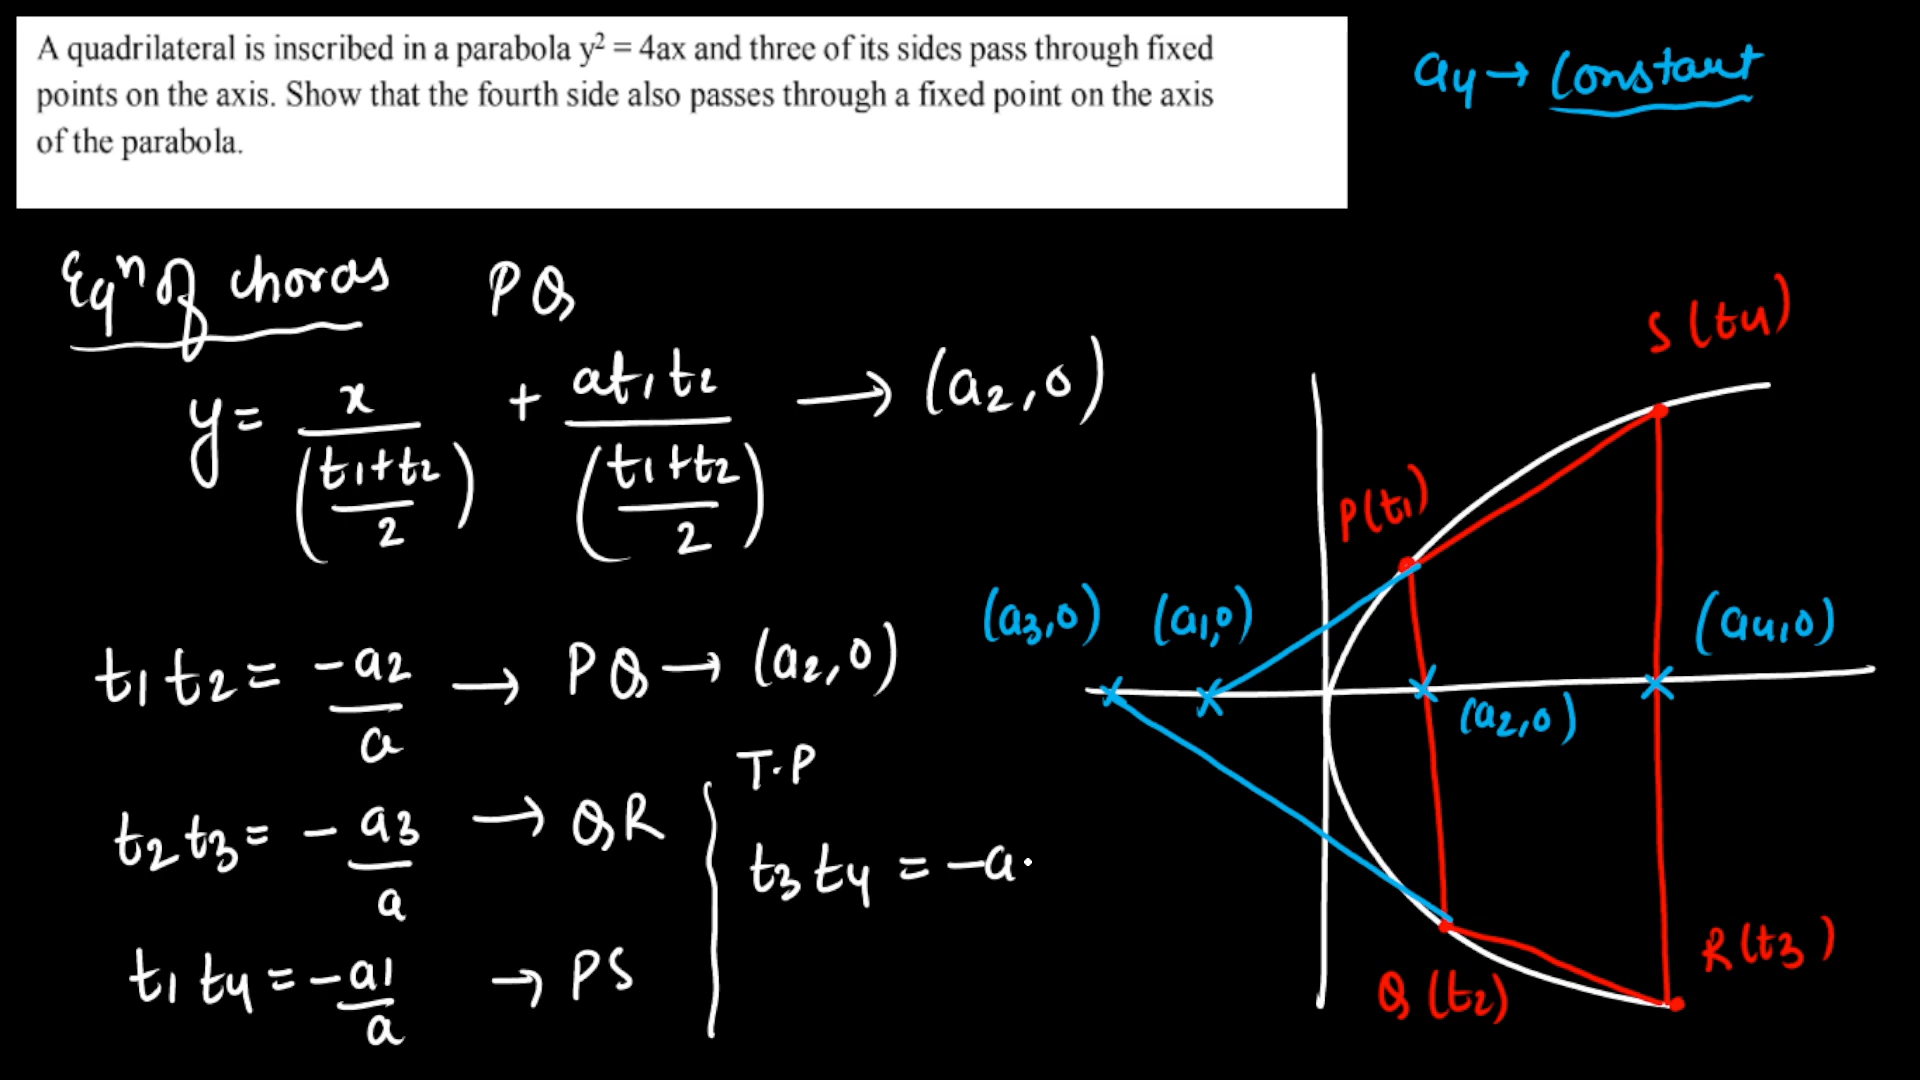 A quadrilateral is inscribed in a parabola y² = 4ax and three of its sides pass through fixed
points on the axis. Show that the fourth side also passes through a fixed point on the axis
of the parabola.
a4 → Constant
Eqⁿ of chords PQ
y = x/((t1+t2)/2) + at1t2/((t1+t2)/2) → (a2,0)
t1t2 = -a2/a → PQ → (a2,0)
t2t3 = -a3/a → QR
t1t4 = -a1/a → PS
T.P
t3t4 = -a
S(t4)
P(t1)
(a3,0) (a1,0) (a4,0)
(a2,0)
Q(t2)
R(t3)